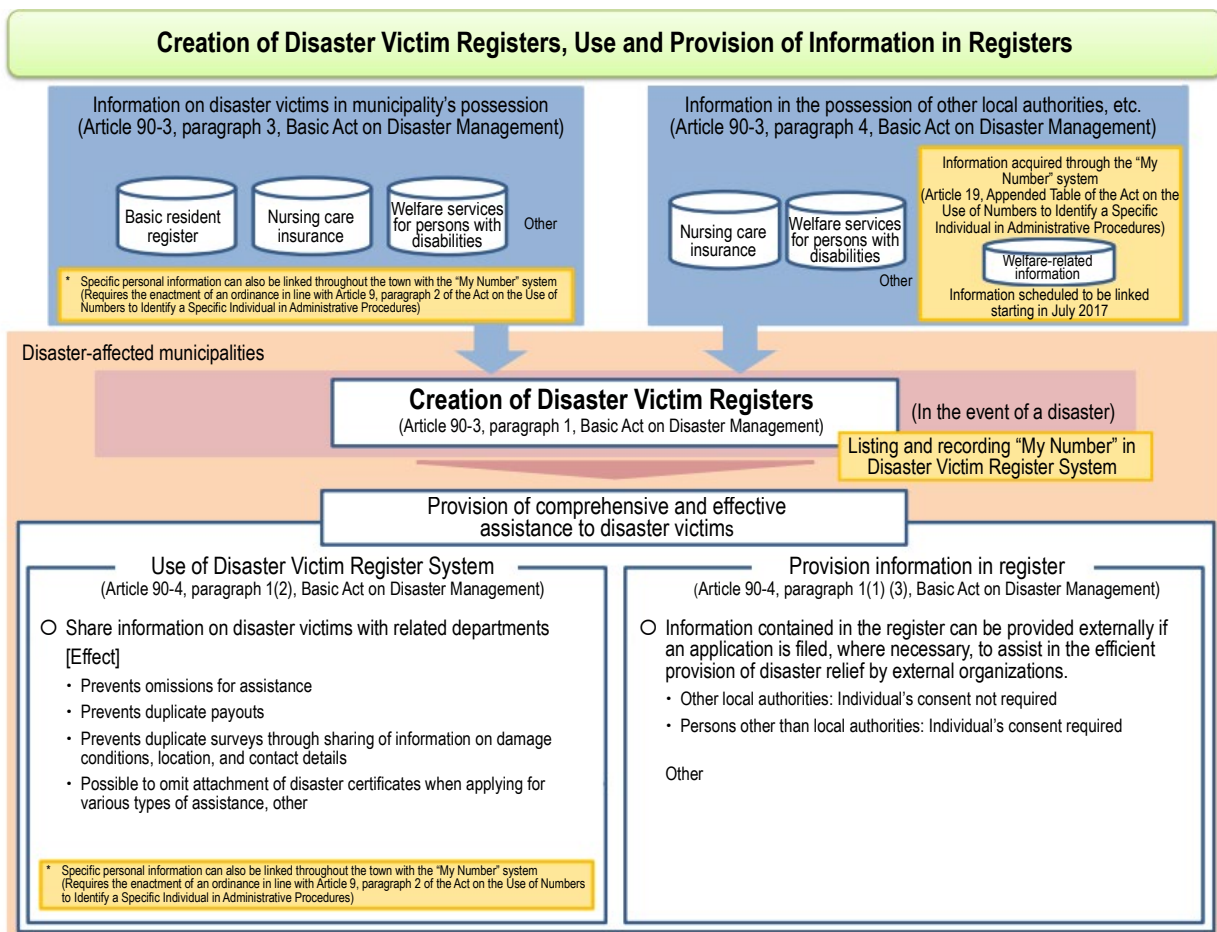 Creation of Disaster Victim Registers, Use and Provision of Information in Registers
Information on disaster victims in municipality's possession
(Article 90-3, paragraph 3, Basic Act on Disaster Management)
Basic resident
register
Nursing care
insurance
Welfare services
for persons with
disabilities
Other
* Specific personal information can also be linked throughout the town with the “My Number” system
(Requires the enactment of an ordinance in line with Article 9, paragraph 2 of the Act on the Use of
Numbers to Identify a Specific Individual in Administrative Procedures)
Information in the possession of other local authorities, etc.
(Article 90-3, paragraph 4, Basic Act on Disaster Management)
Nursing care
insurance
Welfare services
for persons with
disabilities
Other
Information acquired through the “My
Number” system
(Article 19, Appended Table of the Act on the
Use of Numbers to Identify a Specific
Individual in Administrative Procedures)
Welfare-related
information
Information scheduled to be linked
starting in July 2017
Disaster-affected municipalities
Creation of Disaster Victim Registers
(Article 90-3, paragraph 1, Basic Act on Disaster Management)
(In the event of a disaster)
Listing and recording “My Number” in
Disaster Victim Register System
Provision of comprehensive and effective
assistance to disaster victims
Use of Disaster Victim Register System
(Article 90-4, paragraph 1(2), Basic Act on Disaster Management)
○ Share information on disaster victims with related departments
[Effect]
・ Prevents omissions for assistance
・ Prevents duplicate payouts
・ Prevents duplicate surveys through sharing of information on damage
conditions, location, and contact details
・ Possible to omit attachment of disaster certificates when applying for
various types of assistance, other
* Specific personal information can also be linked throughout the town with the “My Number” system
(Requires the enactment of an ordinance in line with Article 9, paragraph 2 of the Act on the Use of Numbers
to Identify a Specific Individual in Administrative Procedures)
Provision information in register
(Article 90-4, paragraph 1(1) (3), Basic Act on Disaster Management)
○ Information contained in the register can be provided externally if
an application is filed, where necessary, to assist in the efficient
provision of disaster relief by external organizations.
・ Other local authorities: Individual's consent not required
・ Persons other than local authorities: Individual's consent required
Other